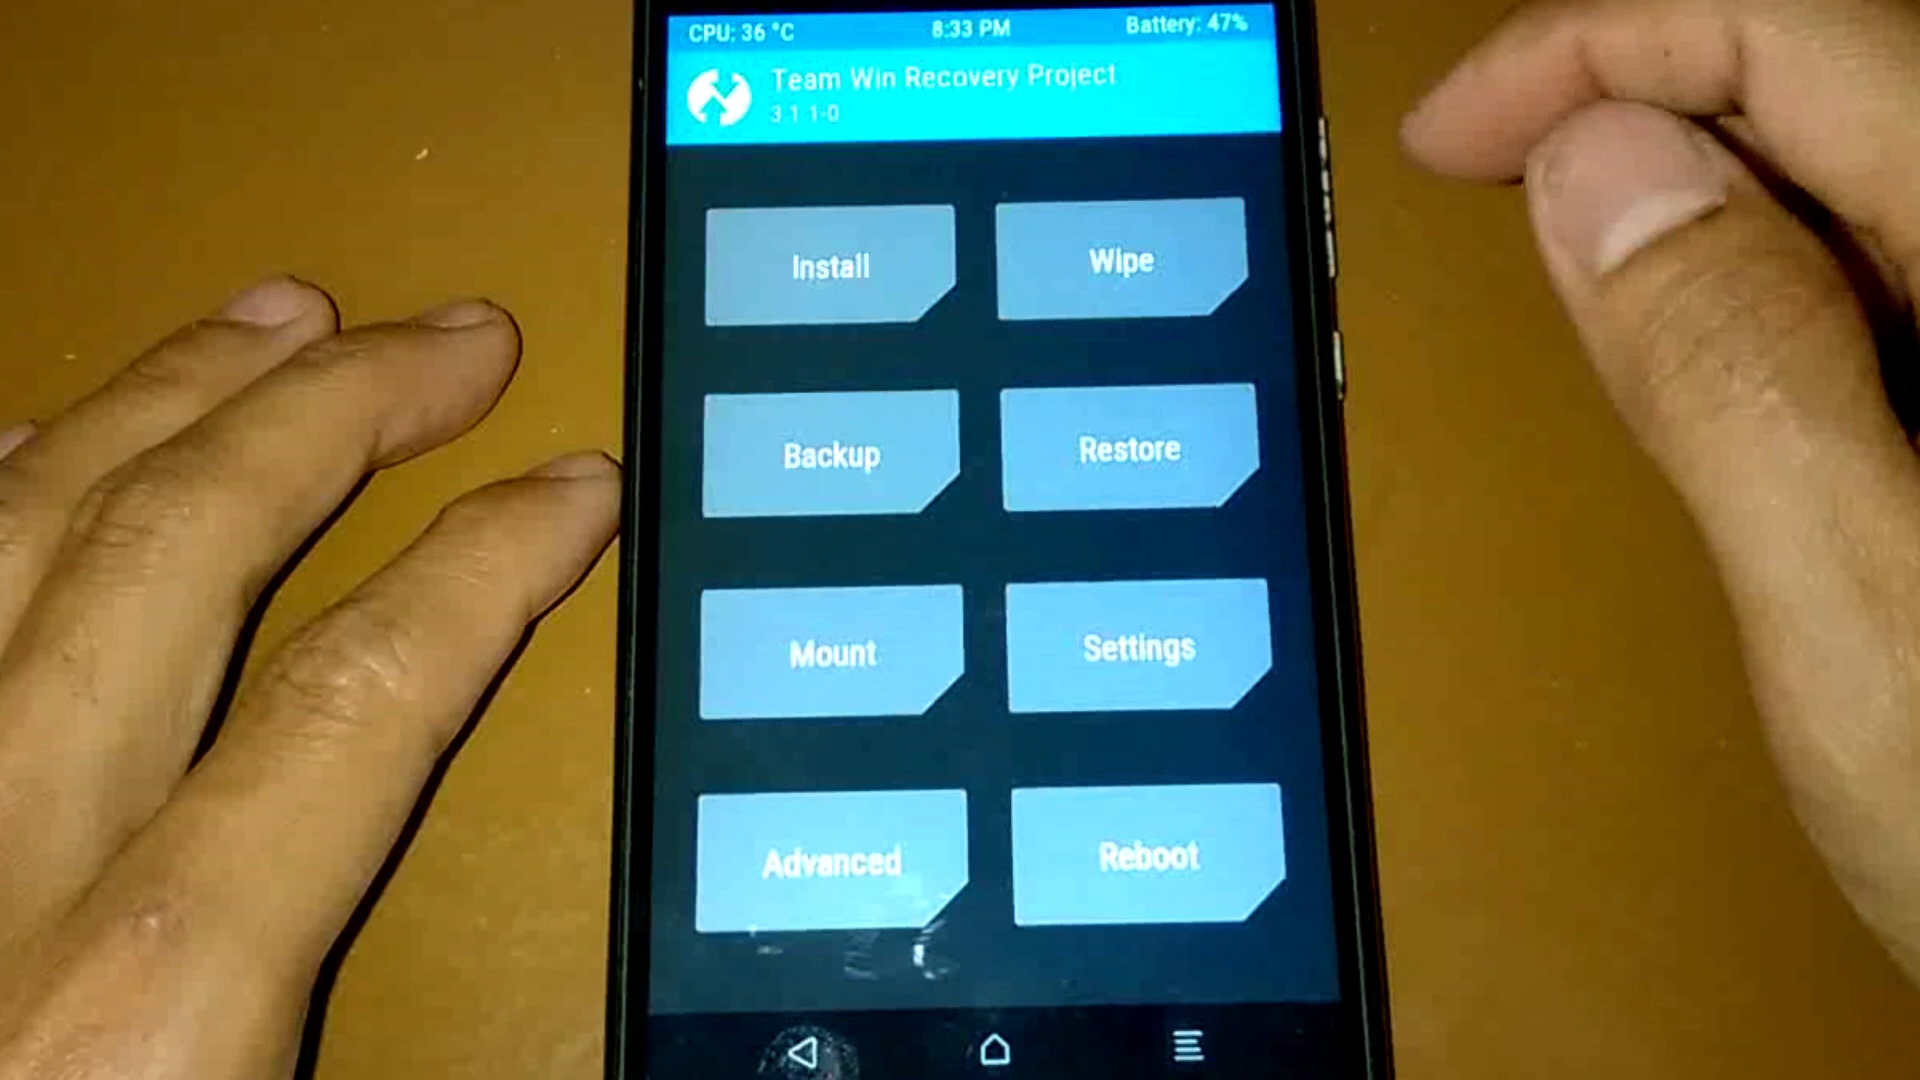 CPU: 36 °C 8:33 PM Battery: 47%
Team Win Recovery Project
3.1.1-0
Install Wipe
Backup Restore
Mount Settings
Advanced Reboot